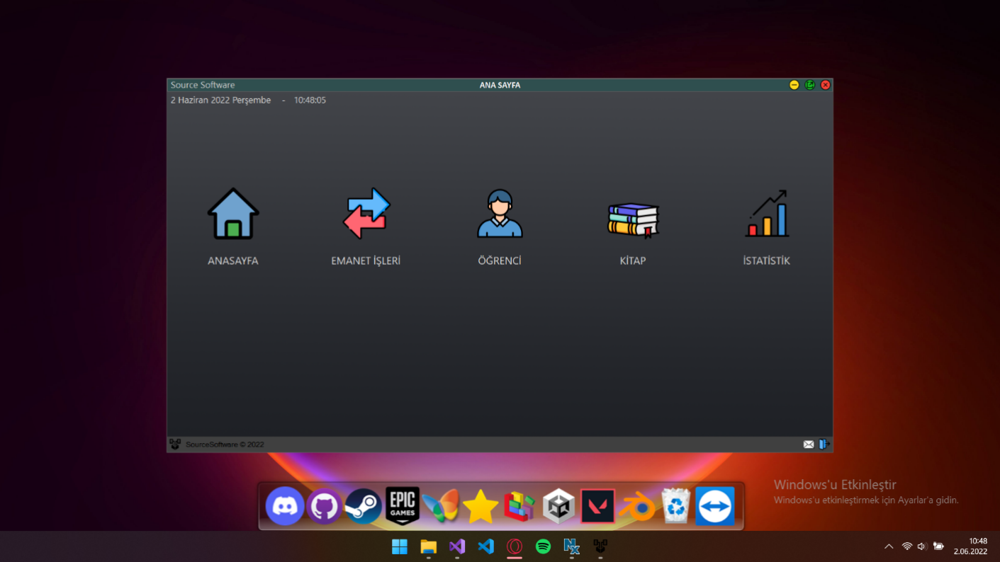 Source Software
ANA SAYFA
2 Haziran 2022 Perşembe - 10:48:05
ANASAYFA
EMANET İŞLERİ
ÖĞRENCİ
KİTAP
İSTATİSTİK
SourceSoftware © 2022
EPIC
GAMES
Windows'u Etkinleştir
Windows'u etkinleştirmek için Ayarlar'a gidin.
10:48
2.06.2022